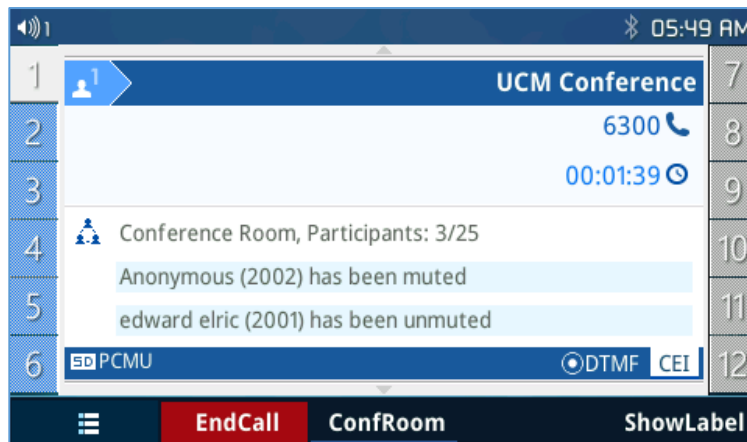 1 05:49 AM
1 1 UCM Conference 7
2 6300 8
3 00:01:39 9
4 Conference Room, Participants: 3/25 10
Anonymous (2002) has been muted
5 edward elric (2001) has been unmuted 11
6 SD PCMU DTMF CEI 12
EndCall ConfRoom ShowLabel